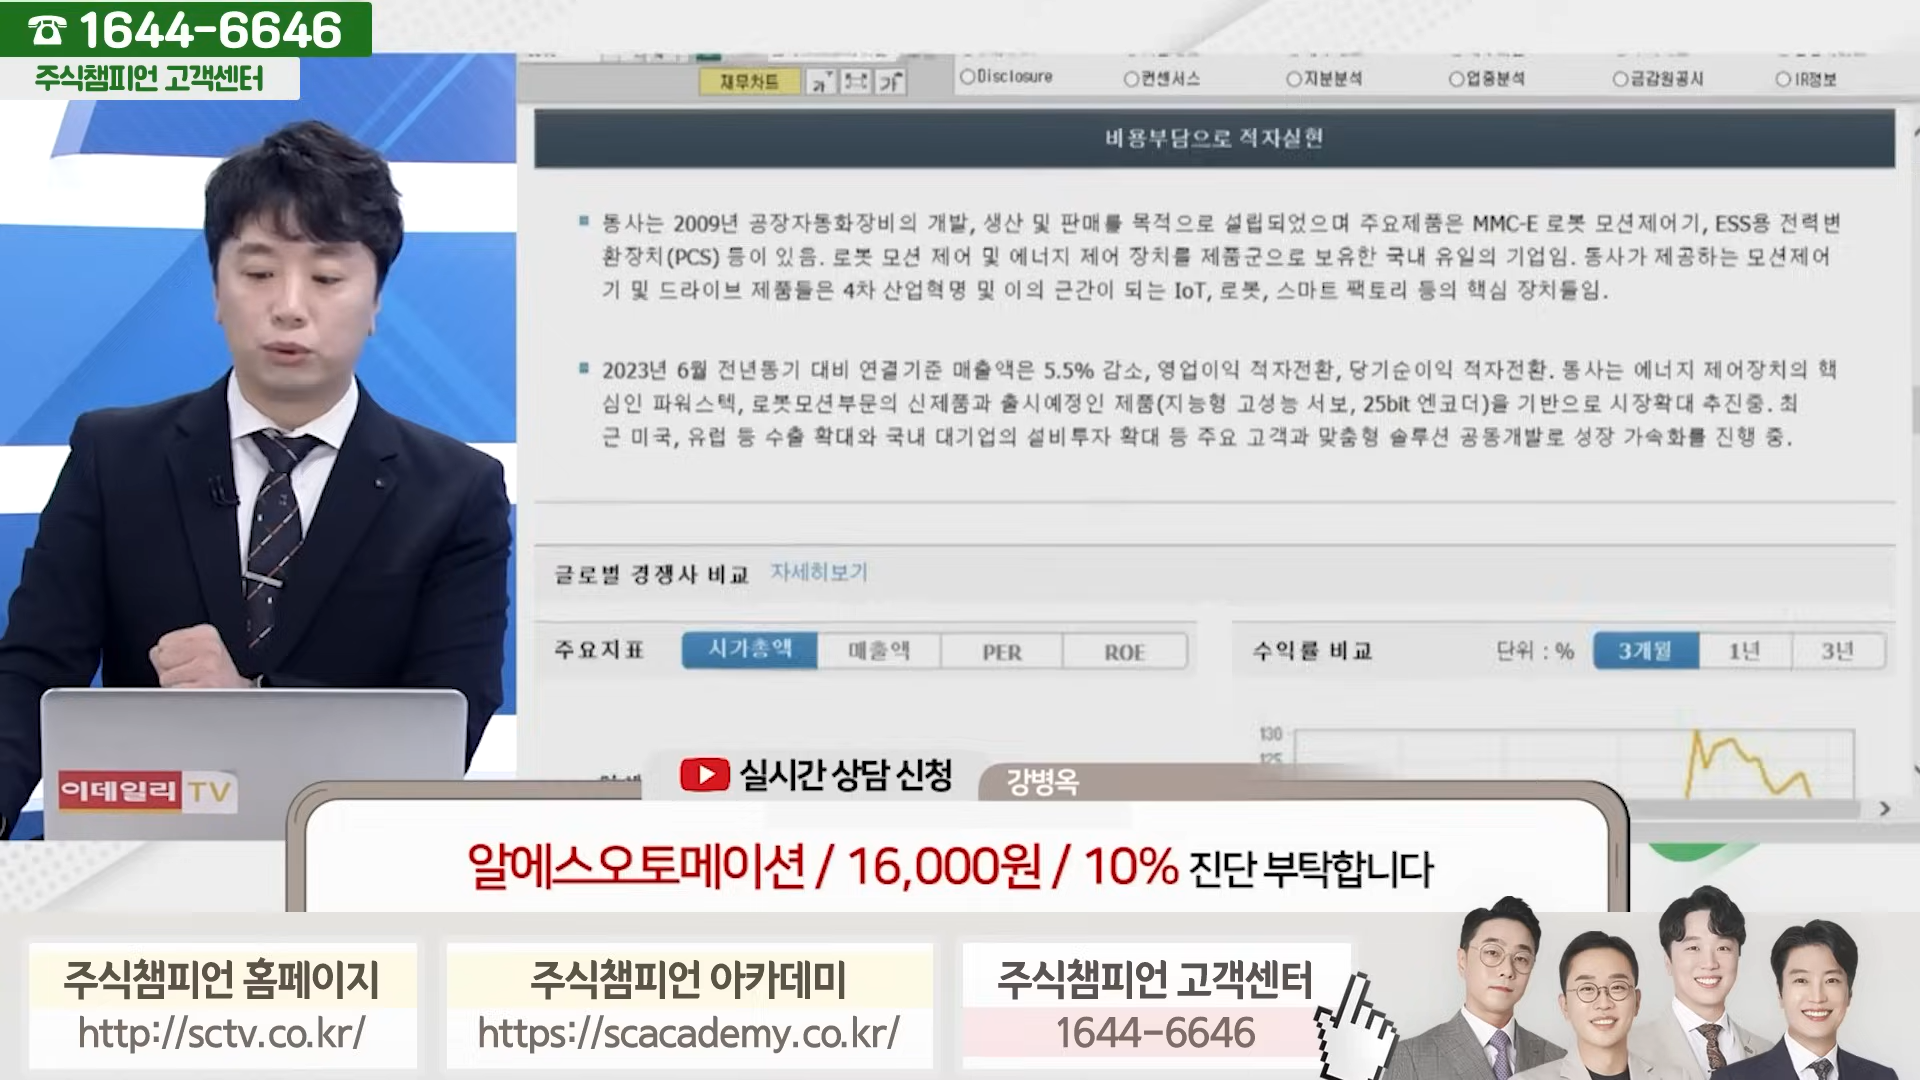 ☎ 1644-6646
주식챔피언 고객센터
재무차트
Disclosure
컨센서스
지분분석
업종분석
금감원공시
IR정보
비용부담으로 적자실현
동사는 2009년 공장자동화장비의 개발, 생산 및 판매를 목적으로 설립되었으며 주요제품은 MMC-E 로봇 모션제어기, ESS용 전력변
환장치(PCS) 등이 있음. 로봇 모션 제어 및 에너지 제어 장치를 제품군으로 보유한 국내 유일의 기업임. 동사가 제공하는 모션제어
기 및 드라이브 제품들은 4차 산업혁명 및 이의 근간이 되는 IoT, 로봇, 스마트 팩토리 등의 핵심 장치들임.
2023년 6월 전년동기 대비 연결기준 매출액은 5.5% 감소, 영업이익 적자전환, 당기순이익 적자전환. 동사는 에너지 제어장치의 핵
심인 파워스텍, 로봇모션부문의 신제품과 출시예정인 제품(지능형 고성능 서보, 25bit 엔코더)을 기반으로 시장확대 추진중. 최
근 미국, 유럽 등 수출 확대와 국내 대기업의 설비투자 확대 등 주요 고객과 맞춤형 솔루션 공동개발로 성장 가속화를 진행 중.
글로벌 경쟁사 비교 자세히보기
주요지표 시가총액 매출액 PER ROE
수익률 비교 단위 : % 3개월 1년 3년
130
125
이데일리 TV
실시간 상담 신청
강병옥
알에스오토메이션 / 16,000원 / 10% 진단 부탁합니다
주식챔피언 홈페이지
http://sctv.co.kr/
주식챔피언 아카데미
https://scacademy.co.kr/
주식챔피언 고객센터
1644-6646